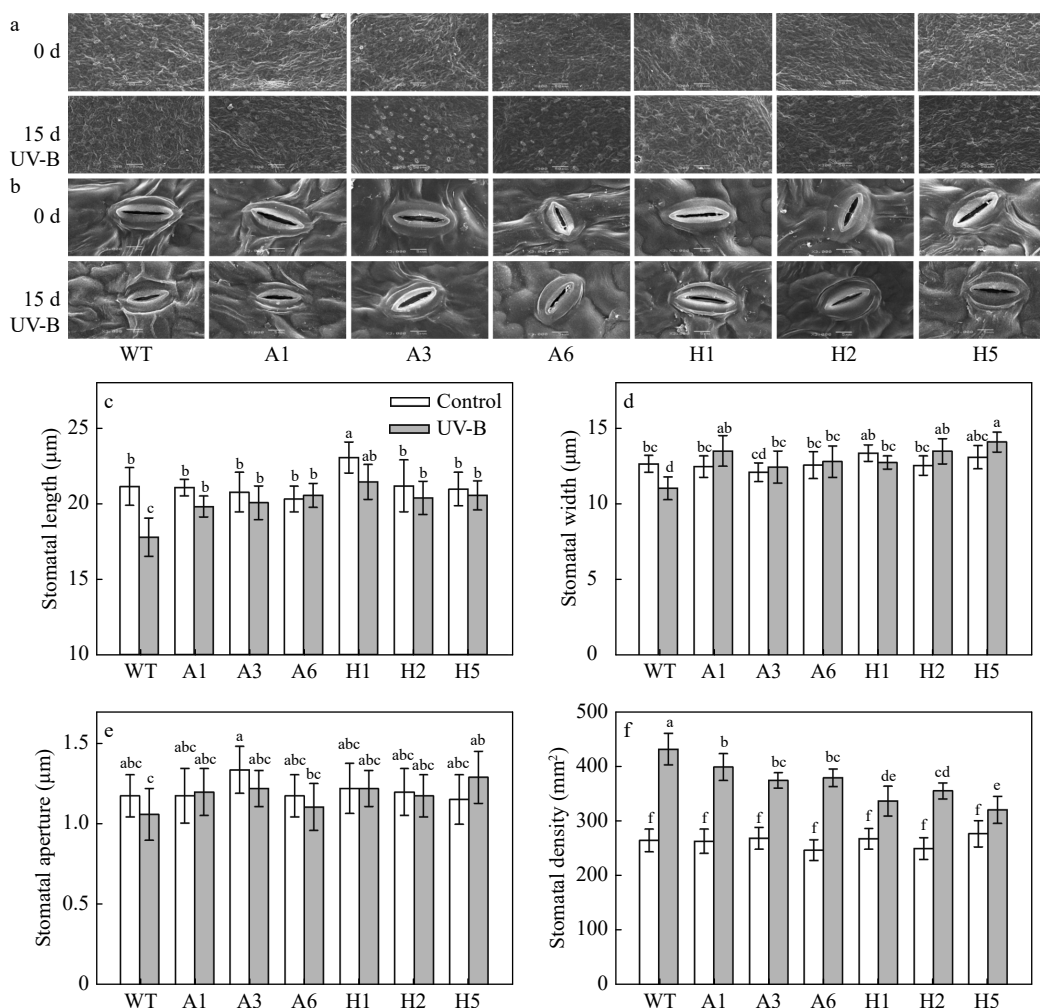 a
0 d
15 d
UV-B
b
0 d
15 d
UV-B
WT A1 A3 A6 H1 H2 H5
c
Control
UV-B
Stomatal length (μm)
25
20
15
10
b c b b b b b b a ab b b b b
WT A1 A3 A6 H1 H2 H5
d
Stomatal width (μm)
15
10
5
0
bc d bc ab cd bc bc bc ab bc bc ab abc a
WT A1 A3 A6 H1 H2 H5
e
Stomatal aperture (μm)
1.5
1.0
0.5
0
abc c abc abc a abc abc bc abc abc abc abc abc ab
WT A1 A3 A6 H1 H2 H5
f
Stomatal density (nm²)
500
400
300
200
100
0
f a f b f bc f bc f de f cd f e
WT A1 A3 A6 H1 H2 H5